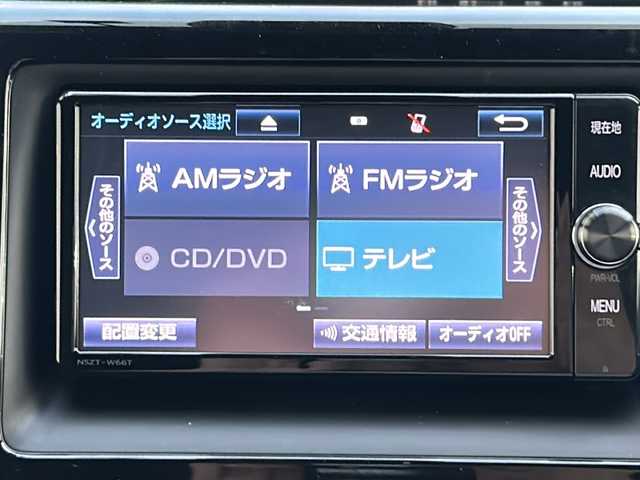 オーディオソース選択
現在地
AMラジオ
FMラジオ
AUDIO
その他のソース
その他のソース
CD/DVD
テレビ
PWR•VOL
MENU
CTRL
配置変更
交通情報
オーディオOFF
NSZT-W66T